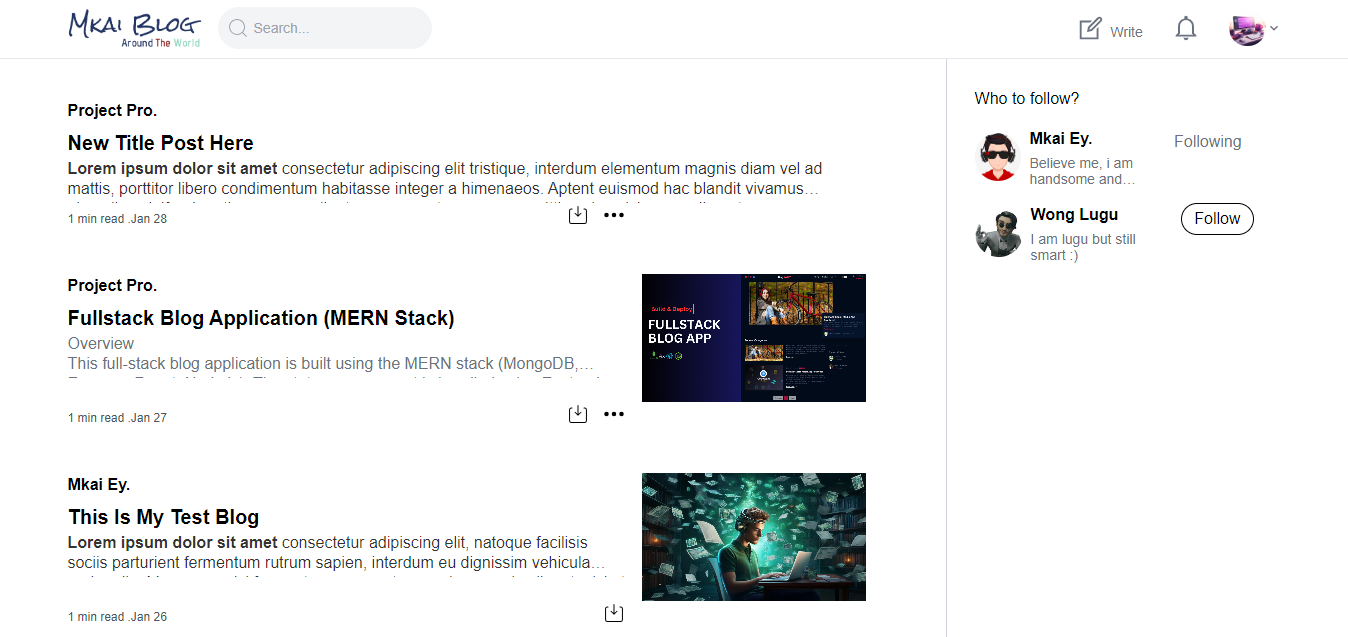 Mkai Blog
Around The World
Search...
Write
Project Pro.
New Title Post Here
Lorem ipsum dolor sit amet consectetur adipiscing elit tristique, interdum elementum magnis diam vel ad
mattis, porttitor libero condimentum habitasse integer a himenaeos. Aptent euismod hac blandit vivamus…
1 min read .Jan 28
Project Pro.
Fullstack Blog Application (MERN Stack)
Overview
This full-stack blog application is built using the MERN stack (MongoDB,…
1 min read .Jan 27
Build & Deploy
FULLSTACK
BLOG APP
Mkai Ey.
This Is My Test Blog
Lorem ipsum dolor sit amet consectetur adipiscing elit, natoque facilisis
sociis parturient fermentum rutrum sapien, interdum eu dignissim vehicula…
1 min read .Jan 26
Who to follow?
Mkai Ey.
Following
Believe me, i am
handsome and…
Wong Lugu
Follow
I am lugu but still
smart :)